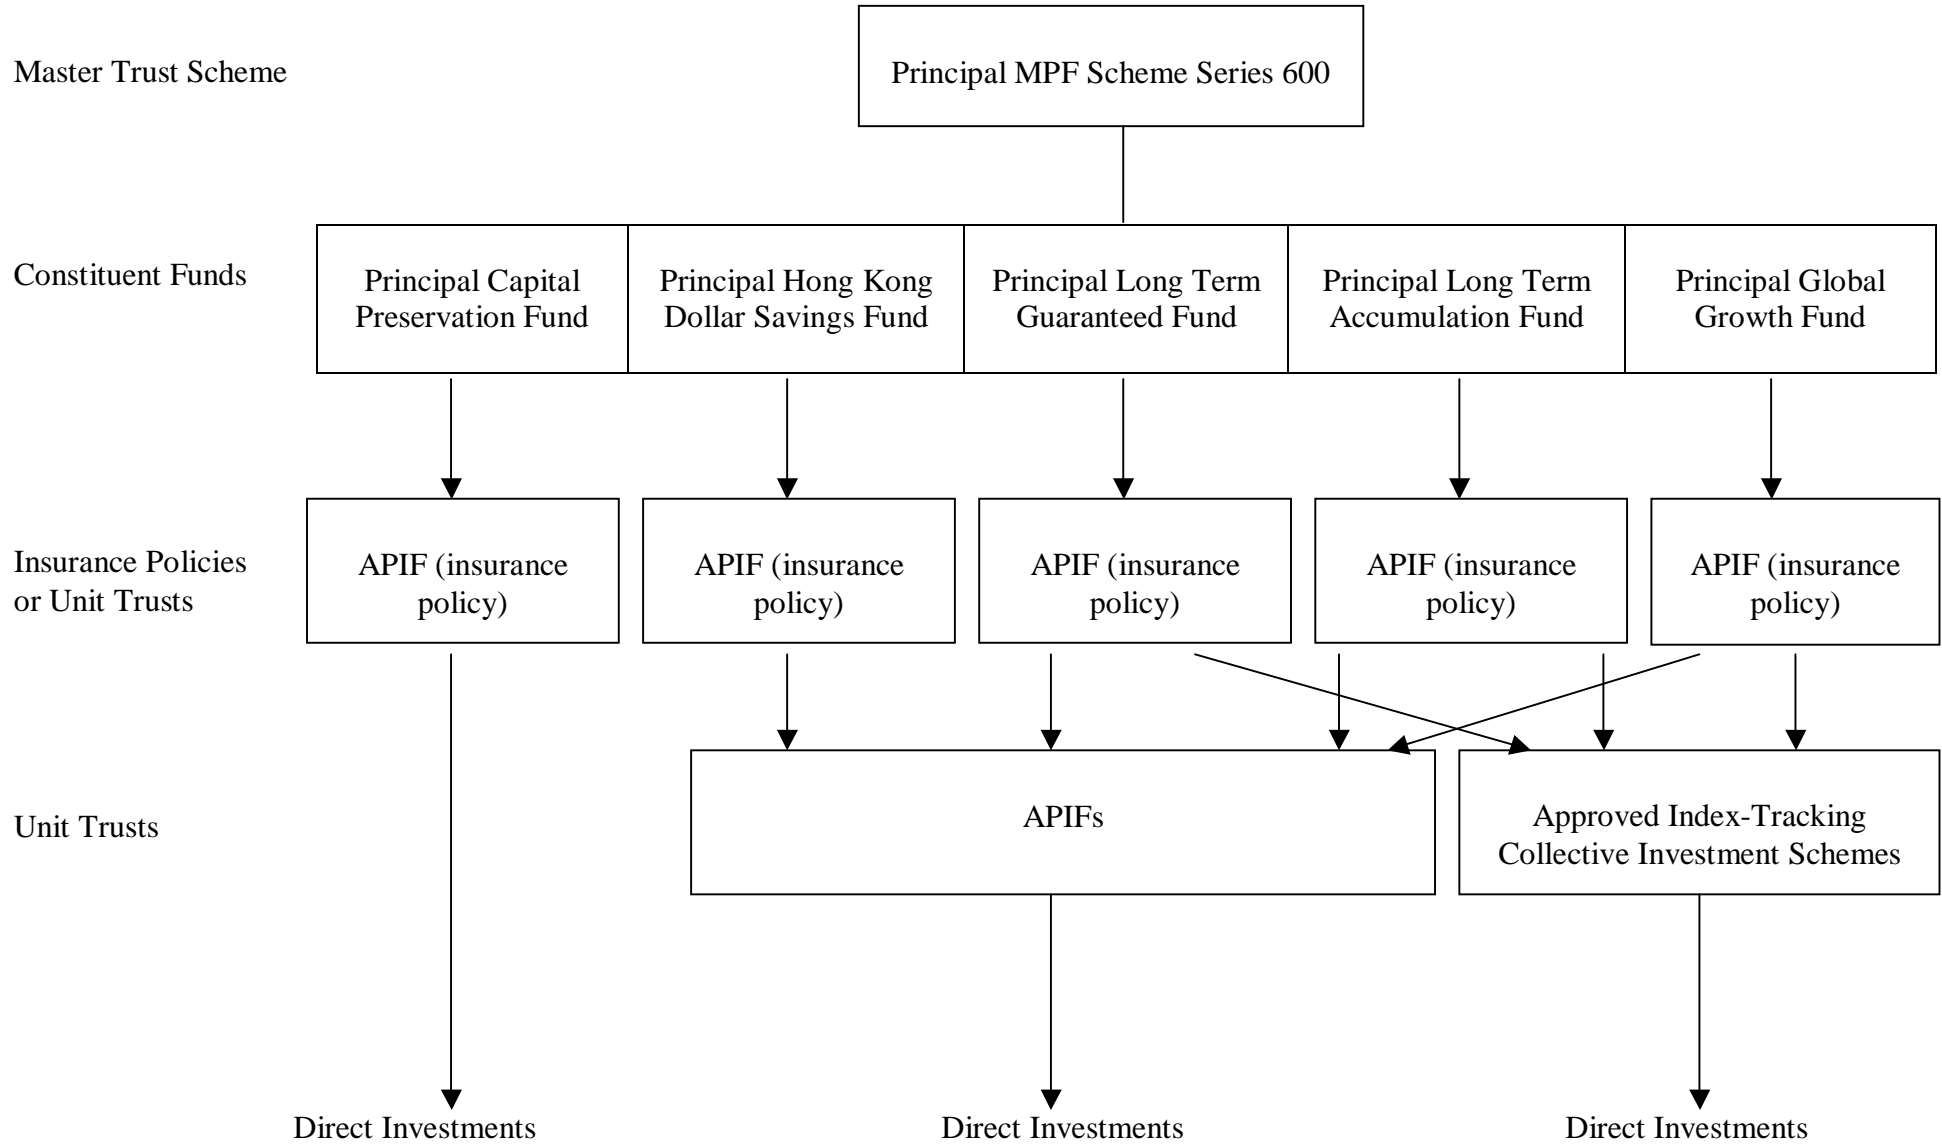 Master Trust Scheme
Principal MPF Scheme Series 600
Constituent Funds
Principal Capital
Preservation Fund
Principal Hong Kong
Dollar Savings Fund
Principal Long Term
Guaranteed Fund
Principal Long Term
Accumulation Fund
Principal Global
Growth Fund
Insurance Policies
or Unit Trusts
APIF (insurance
policy)
APIF (insurance
policy)
APIF (insurance
policy)
APIF (insurance
policy)
APIF (insurance
policy)
Unit Trusts
APIFs
Approved Index-Tracking
Collective Investment Schemes
Direct Investments
Direct Investments
Direct Investments